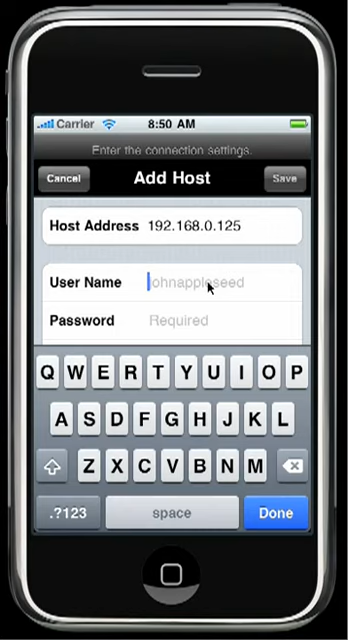 Carrier 8:50 AM
Enter the connection settings.
Cancel Add Host Save
Host Address 192.168.0.125
User Name johnappleseed
Password Required
Q W E R T Y U I O P
A S D F G H J K L
Z X C V B N M
.?123 space Done